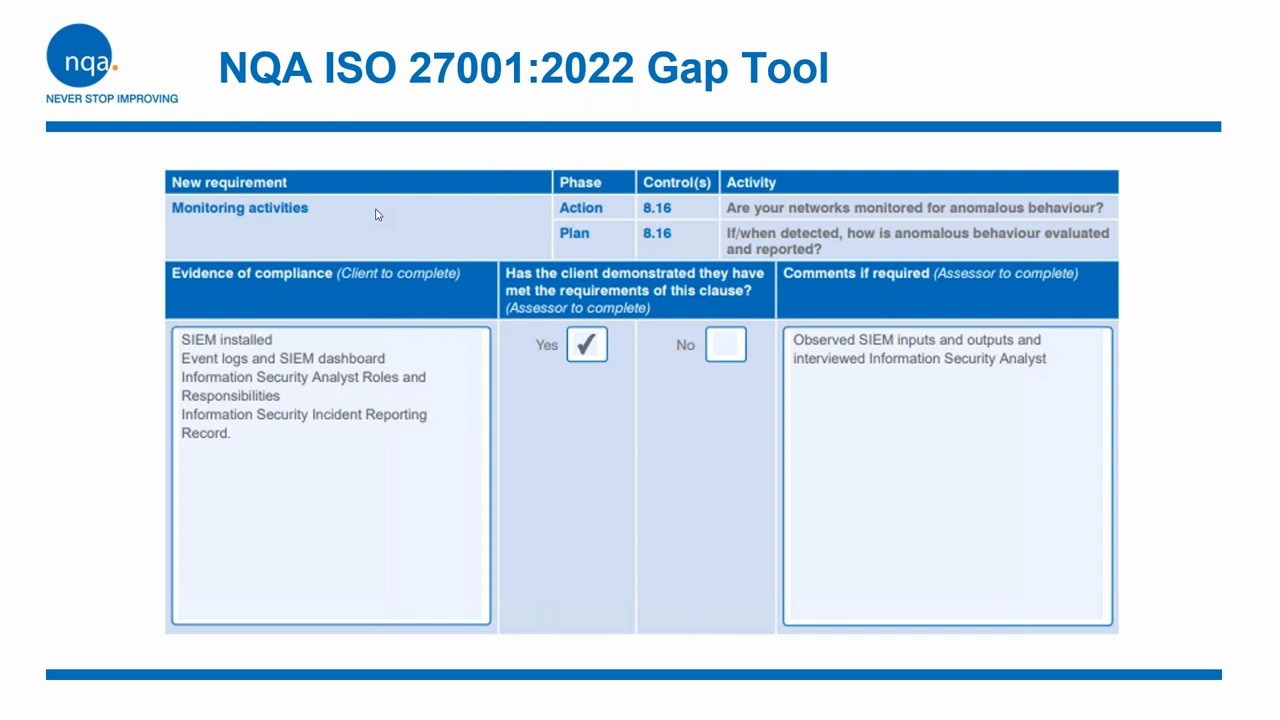 nqa.
NEVER STOP IMPROVING
NQA ISO 27001:2022 Gap Tool
New requirement Phase Control(s) Activity
Monitoring activities Action 8.16 Are your networks monitored for anomalous behaviour?
Plan 8.16 If/when detected, how is anomalous behaviour evaluated
and reported?
Evidence of compliance (Client to complete)
Has the client demonstrated they have
met the requirements of this clause?
(Assessor to complete)
Comments if required (Assessor to complete)
SIEM installed
Event logs and SIEM dashboard
Information Security Analyst Roles and
Responsibilities
Information Security Incident Reporting
Record.
Yes ✓ No
Observed SIEM inputs and outputs and
interviewed Information Security Analyst